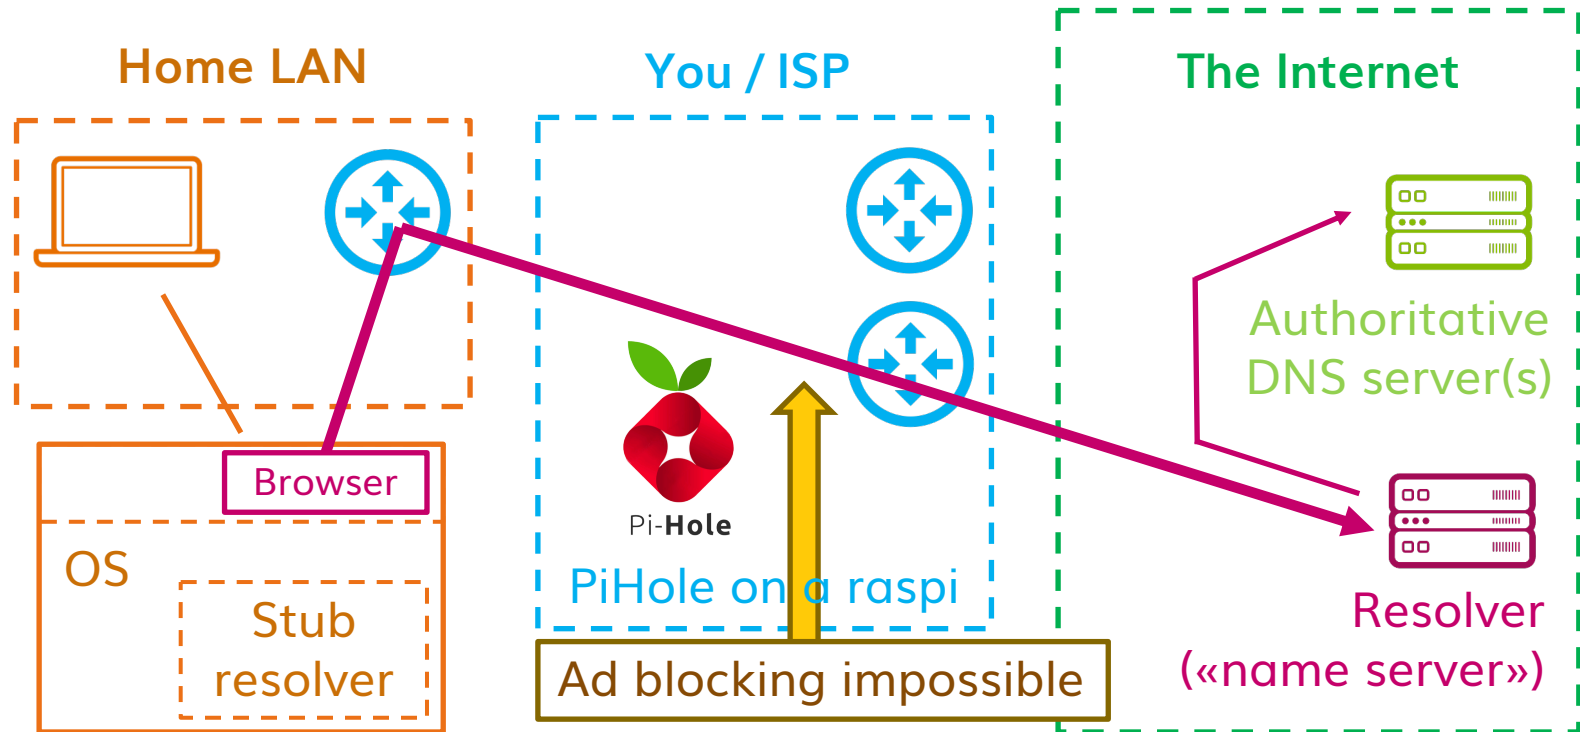 Home LAN
You / ISP
The Internet
Authoritative
DNS server(s)
Browser
Pi-Hole
OS
PiHole on a raspi
Stub
resolver
Resolver
(«name server»)
Ad blocking impossible